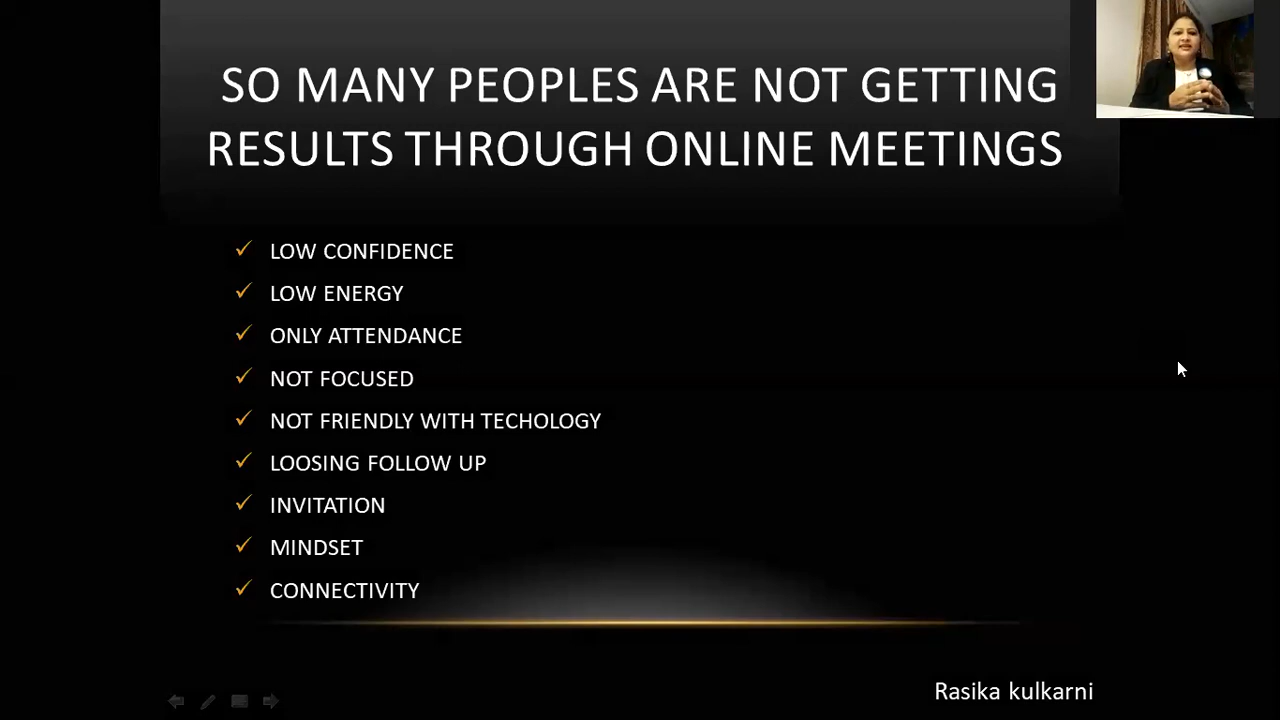 SO MANY PEOPLES ARE NOT GETTING
RESULTS THROUGH ONLINE MEETINGS
LOW CONFIDENCE
LOW ENERGY
ONLY ATTENDANCE
NOT FOCUSED
NOT FRIENDLY WITH TECHOLOGY
LOOSING FOLLOW UP
INVITATION
MINDSET
CONNECTIVITY
Rasika kulkarni